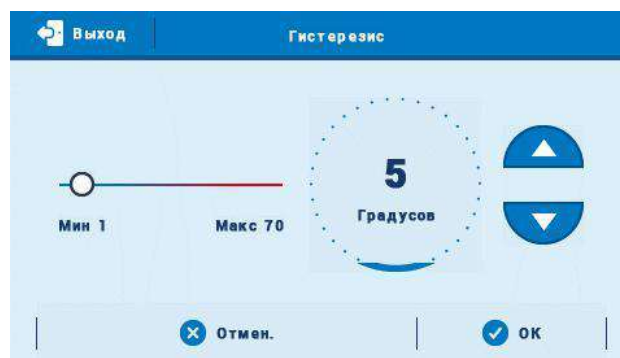 Выход
Гистерезис
5
Градусов
Мин 1
Макс 70
Отмен.
ОК